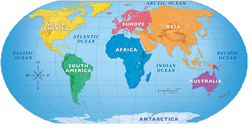 ARCTIC OCEAN
NORTH
AMERICA
EUROPE
ASIA
PACIFIC
OCEAN
ATLANTIC
OCEAN
PACIFIC
OCEAN
AFRICA
SOUTH
AMERICA
INDIAN
OCEAN
AUSTRALIA
ANTARCTICA